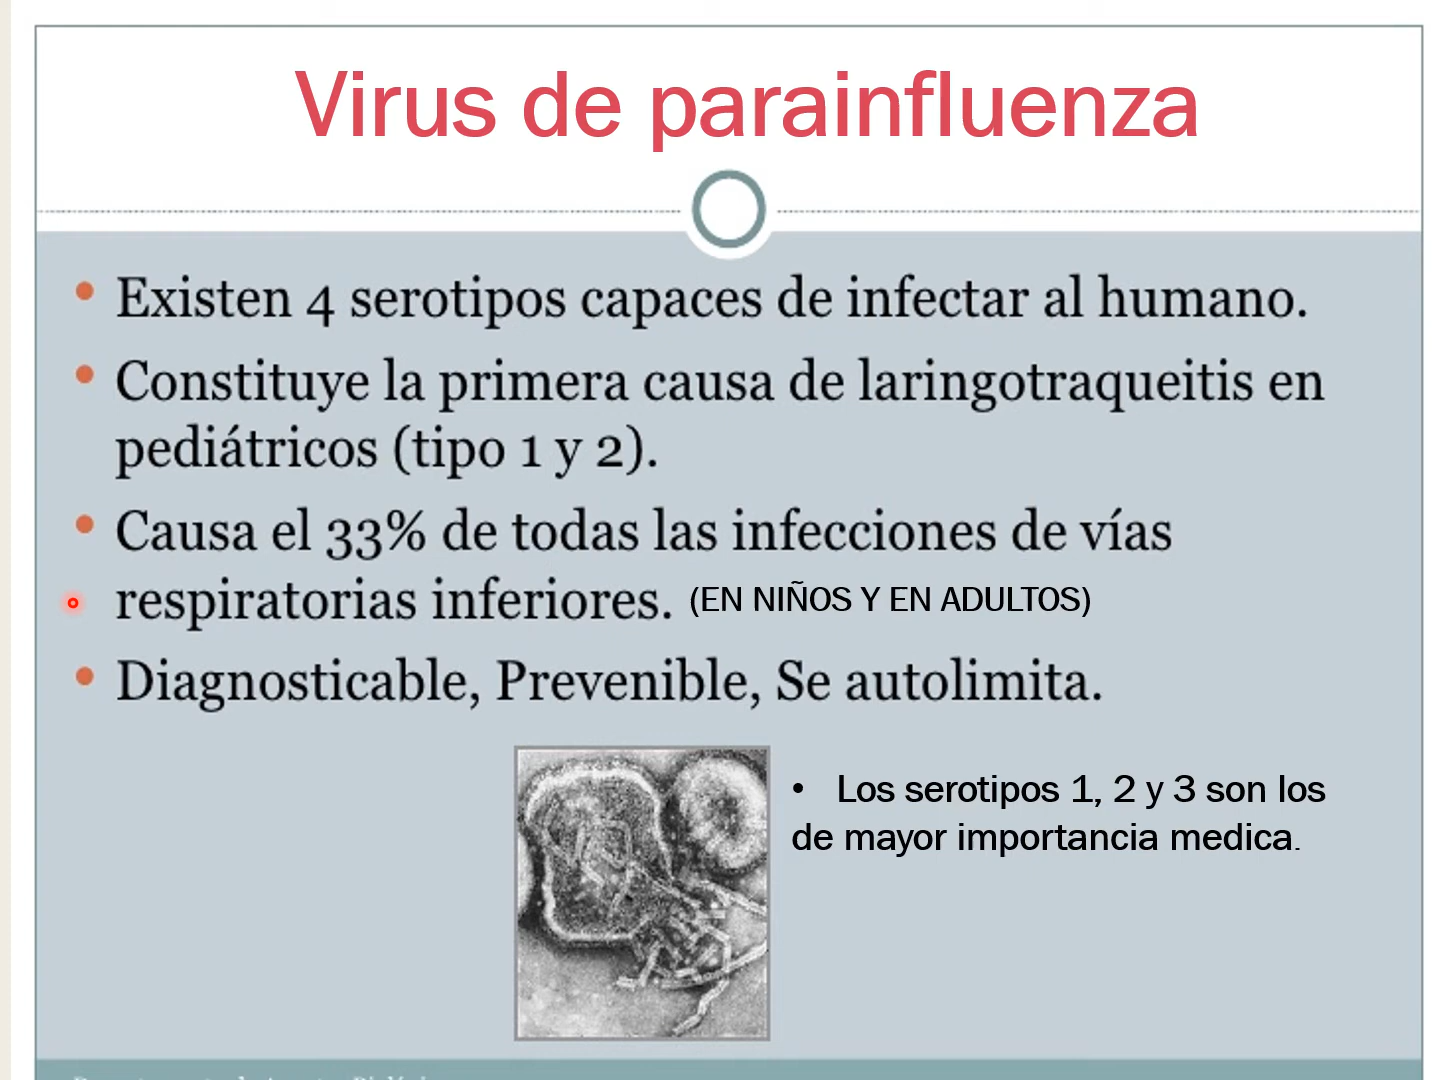 Virus de parainfluenza
• Existen 4 serotipos capaces de infectar al humano.
• Constituye la primera causa de laringotraqueitis en
pediátricos (tipo 1 y 2).
• Causa el 33% de todas las infecciones de vías
respiratorias inferiores. (EN NIÑOS Y EN ADULTOS)
• Diagnosticable, Prevenible, Se autolimita.
• Los serotipos 1, 2 y 3 son los
de mayor importancia medica.